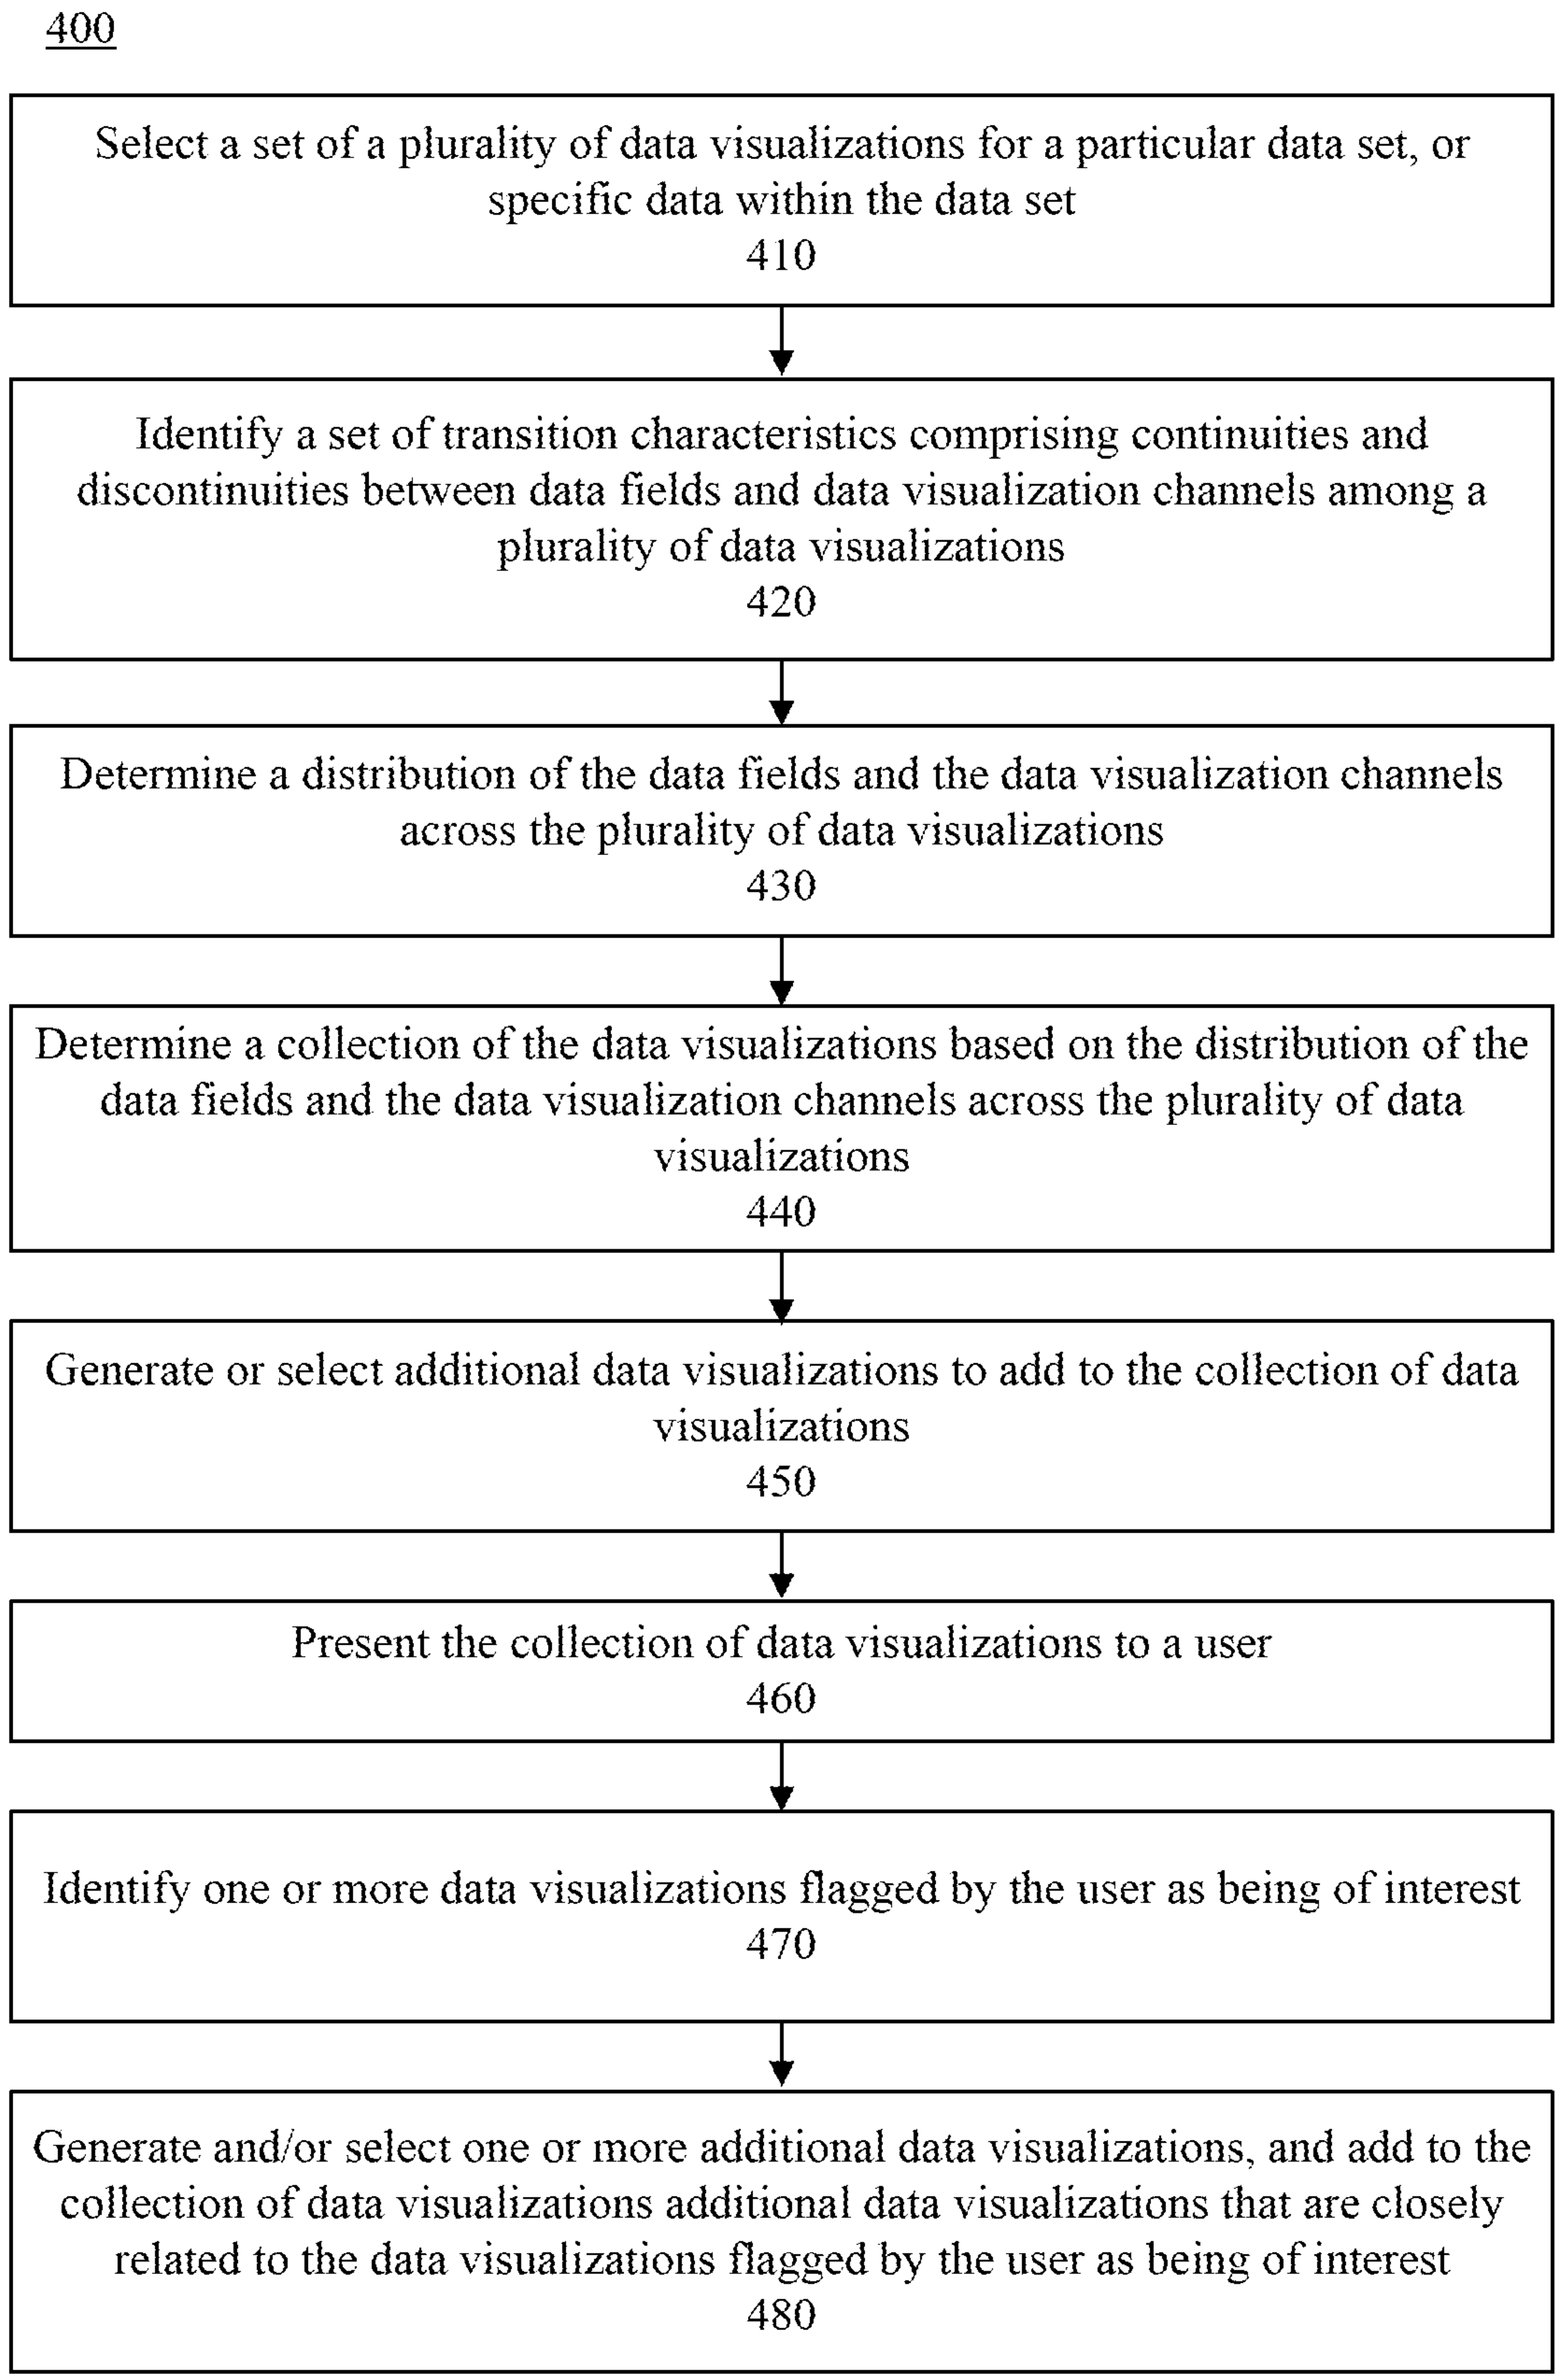 400
Select a set of a plurality of data visualizations for a particular data set, or
specific data within the data set
410
Identify a set of transition characteristics comprising continuities and
discontinuities between data fields and data visualization channels among a
plurality of data visualizations
420
Determine a distribution of the data fields and the data visualization channels
across the plurality of data visualizations
430
Determine a collection of the data visualizations based on the distribution of the
data fields and the data visualization channels across the plurality of data
visualizations
440
Generate or select additional data visualizations to add to the collection of data
visualizations
450
Present the collection of data visualizations to a user
460
Identify one or more data visualizations flagged by the user as being of interest
470
Generate and/or select one or more additional data visualizations, and add to the
collection of data visualizations additional data visualizations that are closely
related to the data visualizations flagged by the user as being of interest
480